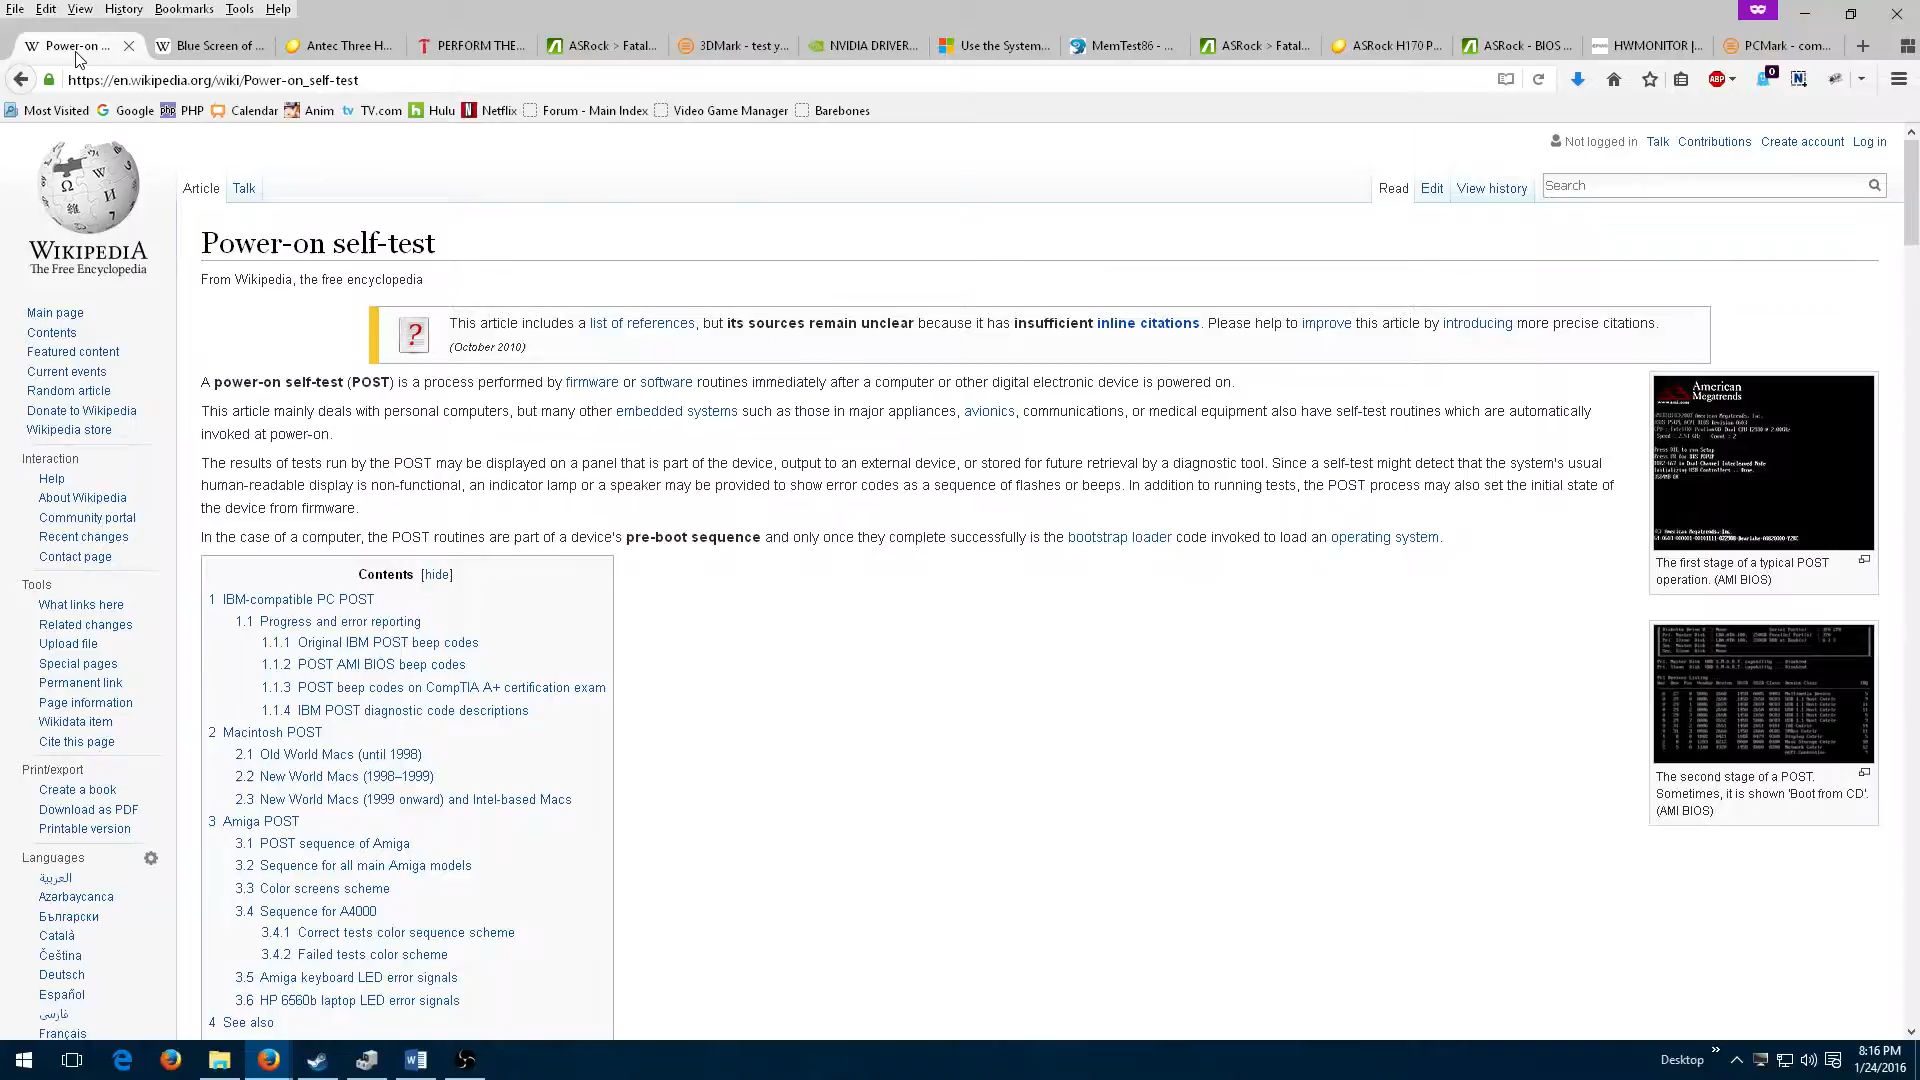 File Edit View History Bookmarks Tools Help
Power-on ... Blue Screen of ... Antec Three H... PERFORM THE... ASRock > Fatal... 3DMark - test y... NVIDIA DRIVER... Use the System... MemTest86 - ... ASRock > Fatal... ASRock H170 P... ASRock - BIOS ... HWMONITOR |... PCMark - com...
https://en.wikipedia.org/wiki/Power-on_self-test
Most Visited Google PHP Calendar Anim TV.com Hulu Netflix Forum - Main Index Video Game Manager Barebones
Not logged in Talk Contributions Create account Log in
Article Talk Read Edit View history Search
WIKIPEDIA
The Free Encyclopedia
Main page
Contents
Featured content
Current events
Random article
Donate to Wikipedia
Wikipedia store
Interaction
Help
About Wikipedia
Community portal
Recent changes
Contact page
Tools
What links here
Related changes
Upload file
Special pages
Permanent link
Page information
Wikidata item
Cite this page
Print/export
Create a book
Download as PDF
Printable version
Languages
العربية
Azərbaycanca
Български
Català
Čeština
Deutsch
Español
فارسی
Français
Power-on self-test
From Wikipedia, the free encyclopedia
This article includes a list of references, but its sources remain unclear because it has insufficient inline citations. Please help to improve this article by introducing more precise citations.
(October 2010)
A power-on self-test (POST) is a process performed by firmware or software routines immediately after a computer or other digital electronic device is powered on.
This article mainly deals with personal computers, but many other embedded systems such as those in major appliances, avionics, communications, or medical equipment also have self-test routines which are automatically
invoked at power-on.
The results of tests run by the POST may be displayed on a panel that is part of the device, output to an external device, or stored for future retrieval by a diagnostic tool. Since a self-test might detect that the system's usual
human-readable display is non-functional, an indicator lamp or a speaker may be provided to show error codes as a sequence of flashes or beeps. In addition to running tests, the POST process may also set the initial state of
the device from firmware.
In the case of a computer, the POST routines are part of a device's pre-boot sequence and only once they complete successfully is the bootstrap loader code invoked to load an operating system.
Contents [hide]
1 IBM-compatible PC POST
1.1 Progress and error reporting
1.1.1 Original IBM POST beep codes
1.1.2 POST AMI BIOS beep codes
1.1.3 POST beep codes on CompTIA A+ certification exam
1.1.4 IBM POST diagnostic code descriptions
2 Macintosh POST
2.1 Old World Macs (until 1998)
2.2 New World Macs (1998–1999)
2.3 New World Macs (1999 onward) and Intel-based Macs
3 Amiga POST
3.1 POST sequence of Amiga
3.2 Sequence for all main Amiga models
3.3 Color screens scheme
3.4 Sequence for A4000
3.4.1 Correct tests color sequence scheme
3.4.2 Failed tests color scheme
3.5 Amiga keyboard LED error signals
3.6 HP 6560b laptop LED error signals
4 See also
American
Megatrends
The first stage of a typical POST
operation. (AMI BIOS)
The second stage of a POST.
Sometimes, it is shown 'Boot from CD'.
(AMI BIOS)
Desktop
8:16 PM
1/24/2016